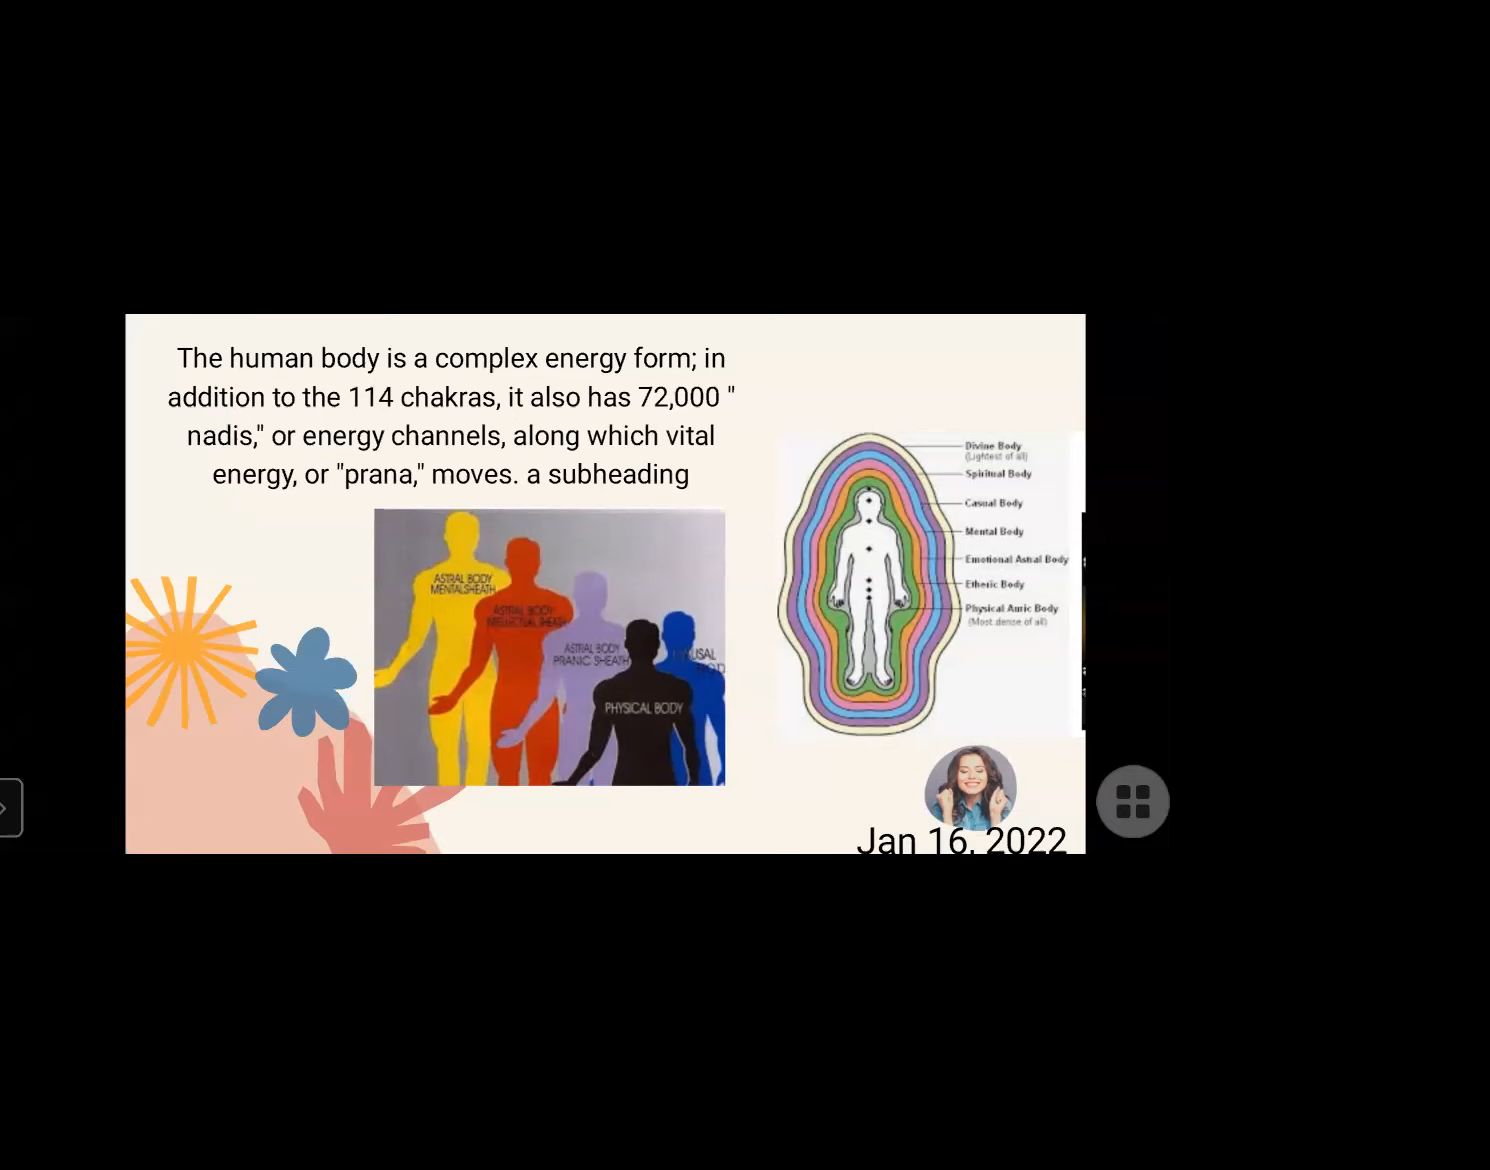 The human body is a complex energy form; in
addition to the 114 chakras, it also has 72,000 "
nadis," or energy channels, along which vital
energy, or "prana," moves. a subheading
ASTRAL BODY
MENTALSHEATH
ASTRAL BODY
INTELLECTUAL SHEATH
ASTRAL BODY
PRANIC SHEATH
PHYSICAL BODY
Divine Body
(Lightest of all)
Spiritual Body
Casual Body
Mental Body
Emotional Astral Body
Etheric Body
Physical Auric Body
(Most dense of all)
Jan 16, 2022